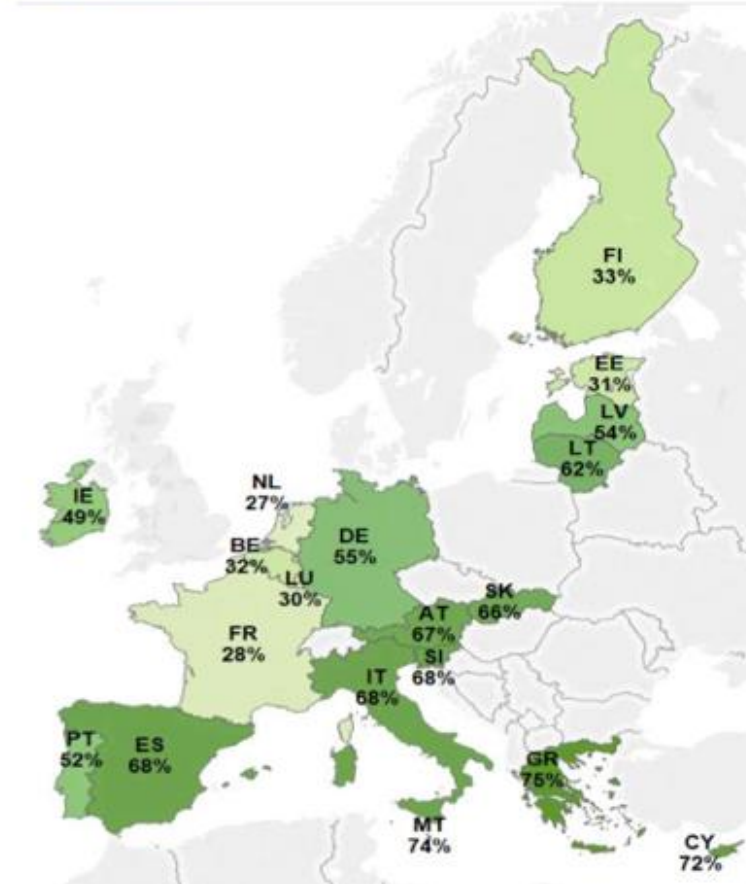 FI
33%
EE
31%
LV
54%
LT
62%
IE
49%
NL
27%
DE
55%
BE
32%
LU
30%
SK
66%
AT
67%
FR
28%
SI
68%
IT
68%
PT
52%
ES
68%
GR
75%
MT
74%
CY
72%